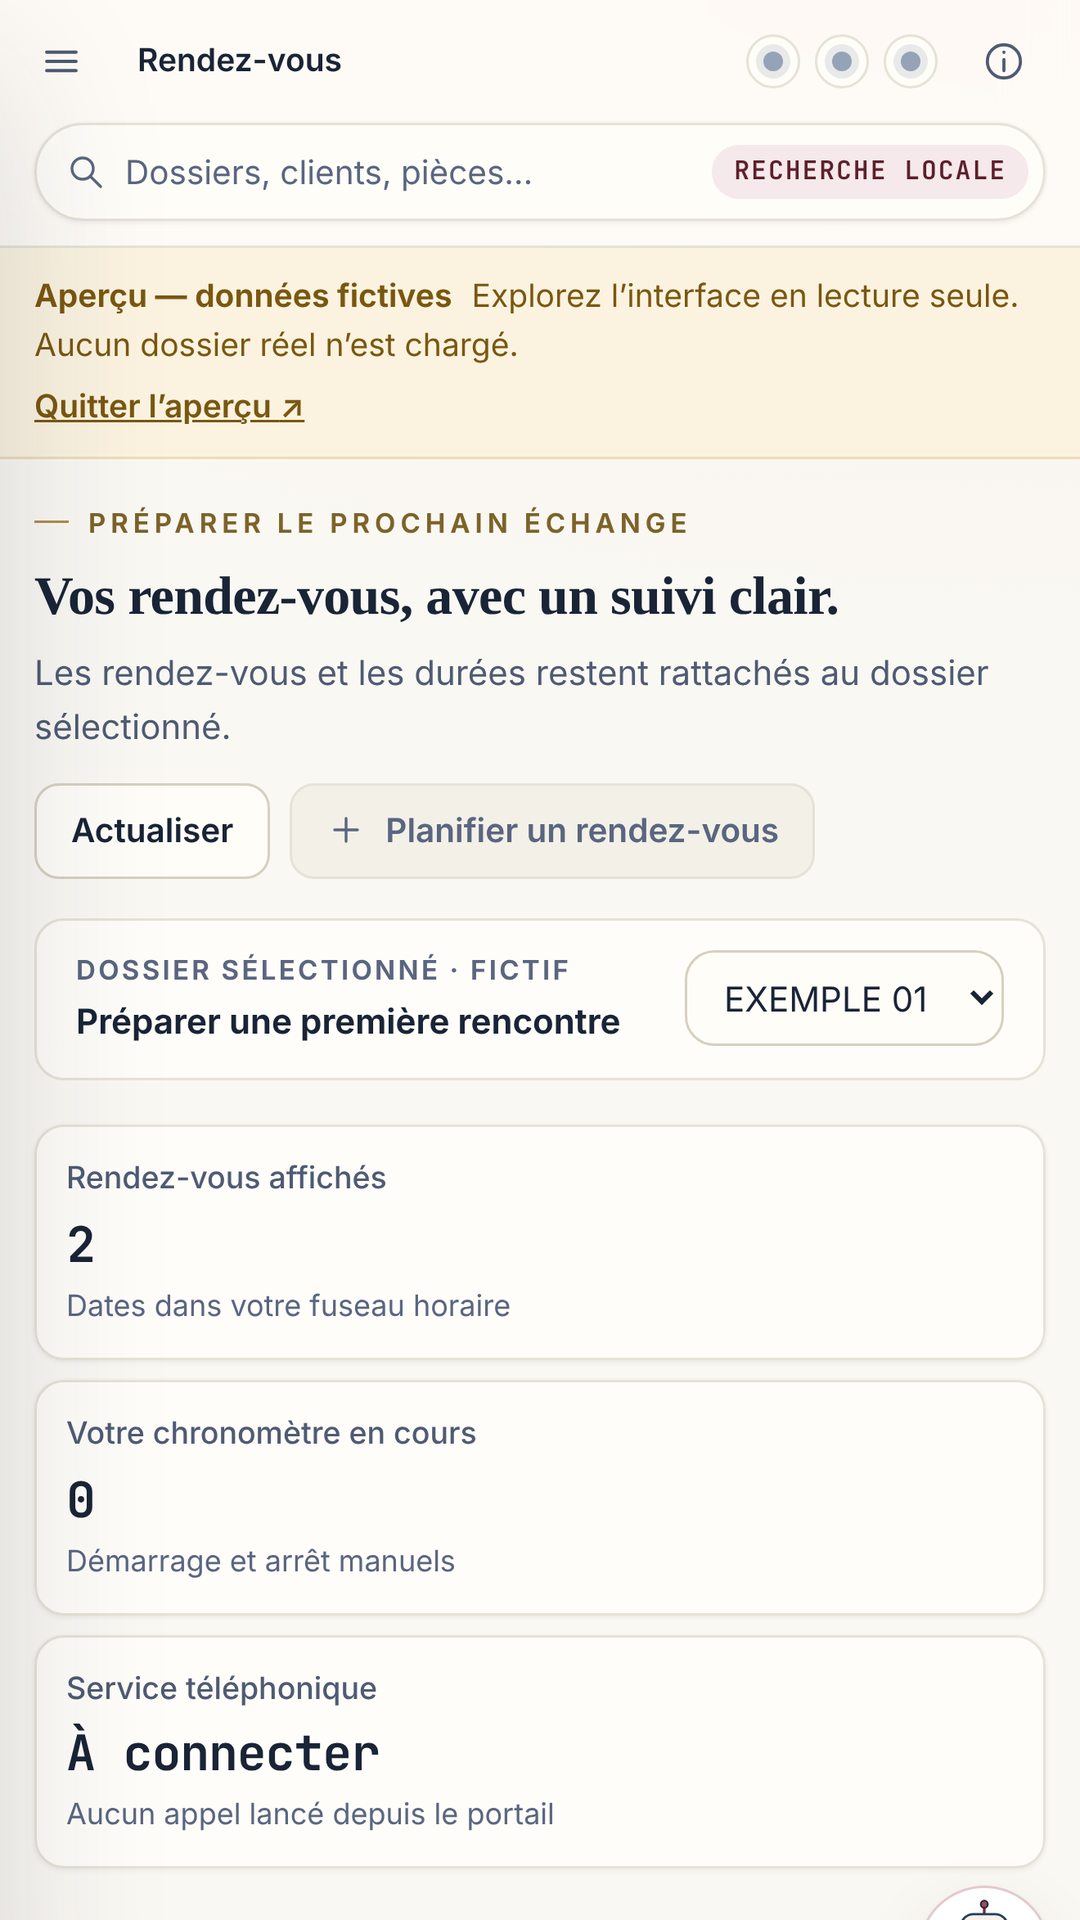 Rendez-vous
Dossiers, clients, pièces…
RECHERCHE LOCALE
Aperçu — données fictives Explorez l’interface en lecture seule.
Aucun dossier réel n’est chargé.
Quitter l’aperçu ↗
PRÉPARER LE PROCHAIN ÉCHANGE
Vos rendez-vous, avec un suivi clair.
Les rendez-vous et les durées restent rattachés au dossier
sélectionné.
Actualiser
+ Planifier un rendez-vous
DOSSIER SÉLECTIONNÉ · FICTIF
Préparer une première rencontre
EXEMPLE 01
Rendez-vous affichés
2
Dates dans votre fuseau horaire
Votre chronomètre en cours
0
Démarrage et arrêt manuels
Service téléphonique
À connecter
Aucun appel lancé depuis le portail